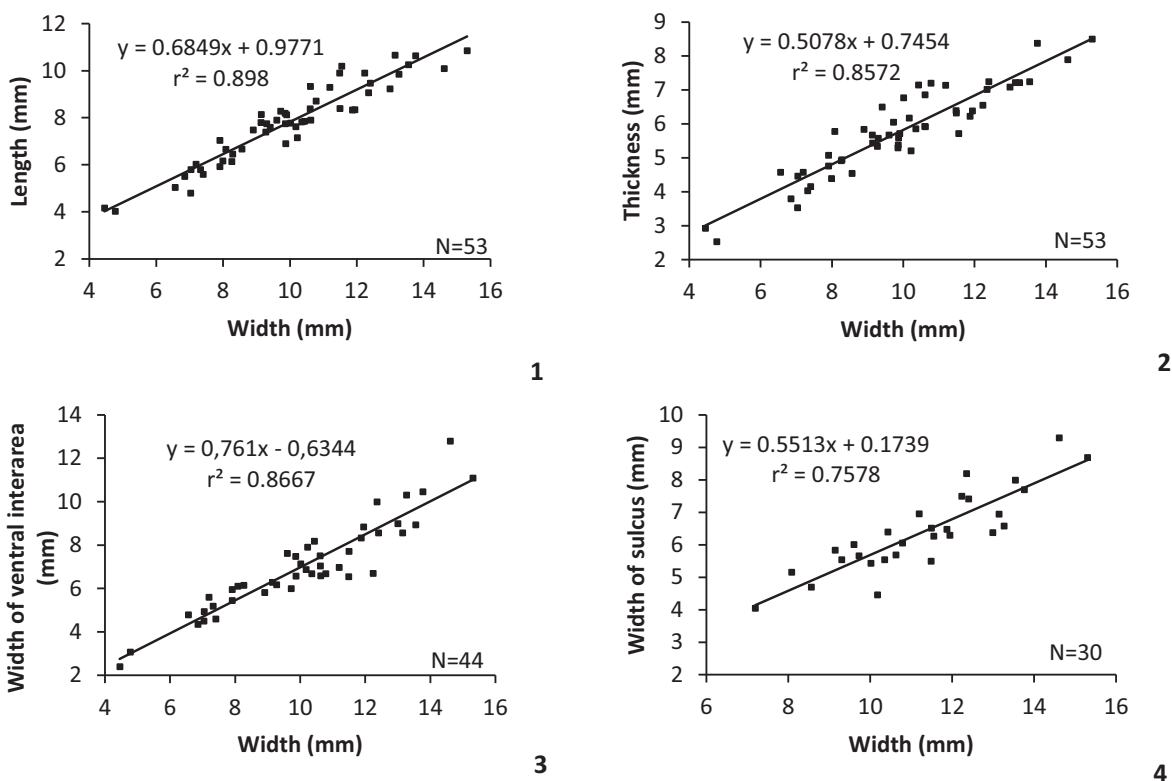 12
10
8
6
4
2
Length (mm)
y = 0.6849x + 0.9771
r² = 0.898
N=53
4 6 8 10 12 14 16
Width (mm)
1
9
8
7
6
5
4
3
2
Thickness (mm)
y = 0.5078x + 0.7454
r² = 0.8572
N=53
4 6 8 10 12 14 16
Width (mm)
2
14
12
10
8
6
4
2
Width of ventral interarea
(mm)
y = 0,761x - 0,6344
r² = 0.8667
N=44
4 6 8 10 12 14 16
Width (mm)
3
10
9
8
7
6
5
4
3
2
Width of sulcus (mm)
y = 0.5513x + 0.1739
r² = 0.7578
N=30
6 8 10 12 14 16
Width (mm)
4